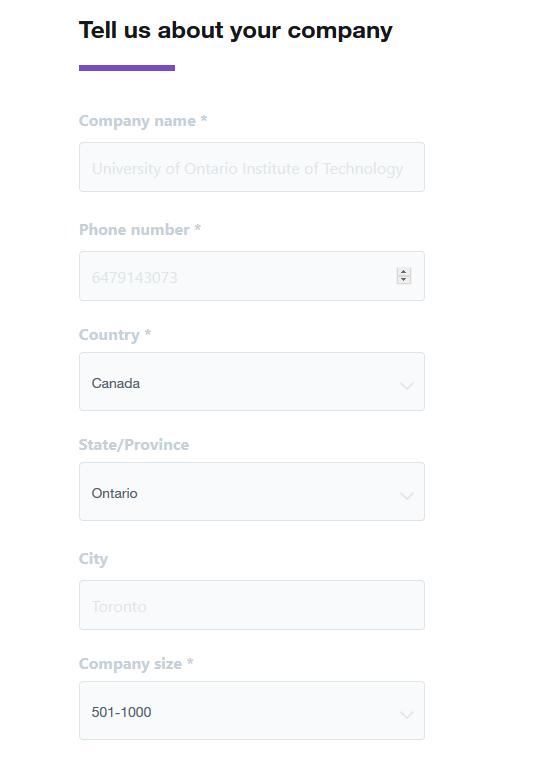 Tell us about your company
Company name *
University of Ontario Institute of Technology
Phone number *
6479143073
Country *
Canada
State/Province
Ontario
City
Toronto
Company size *
501-1000